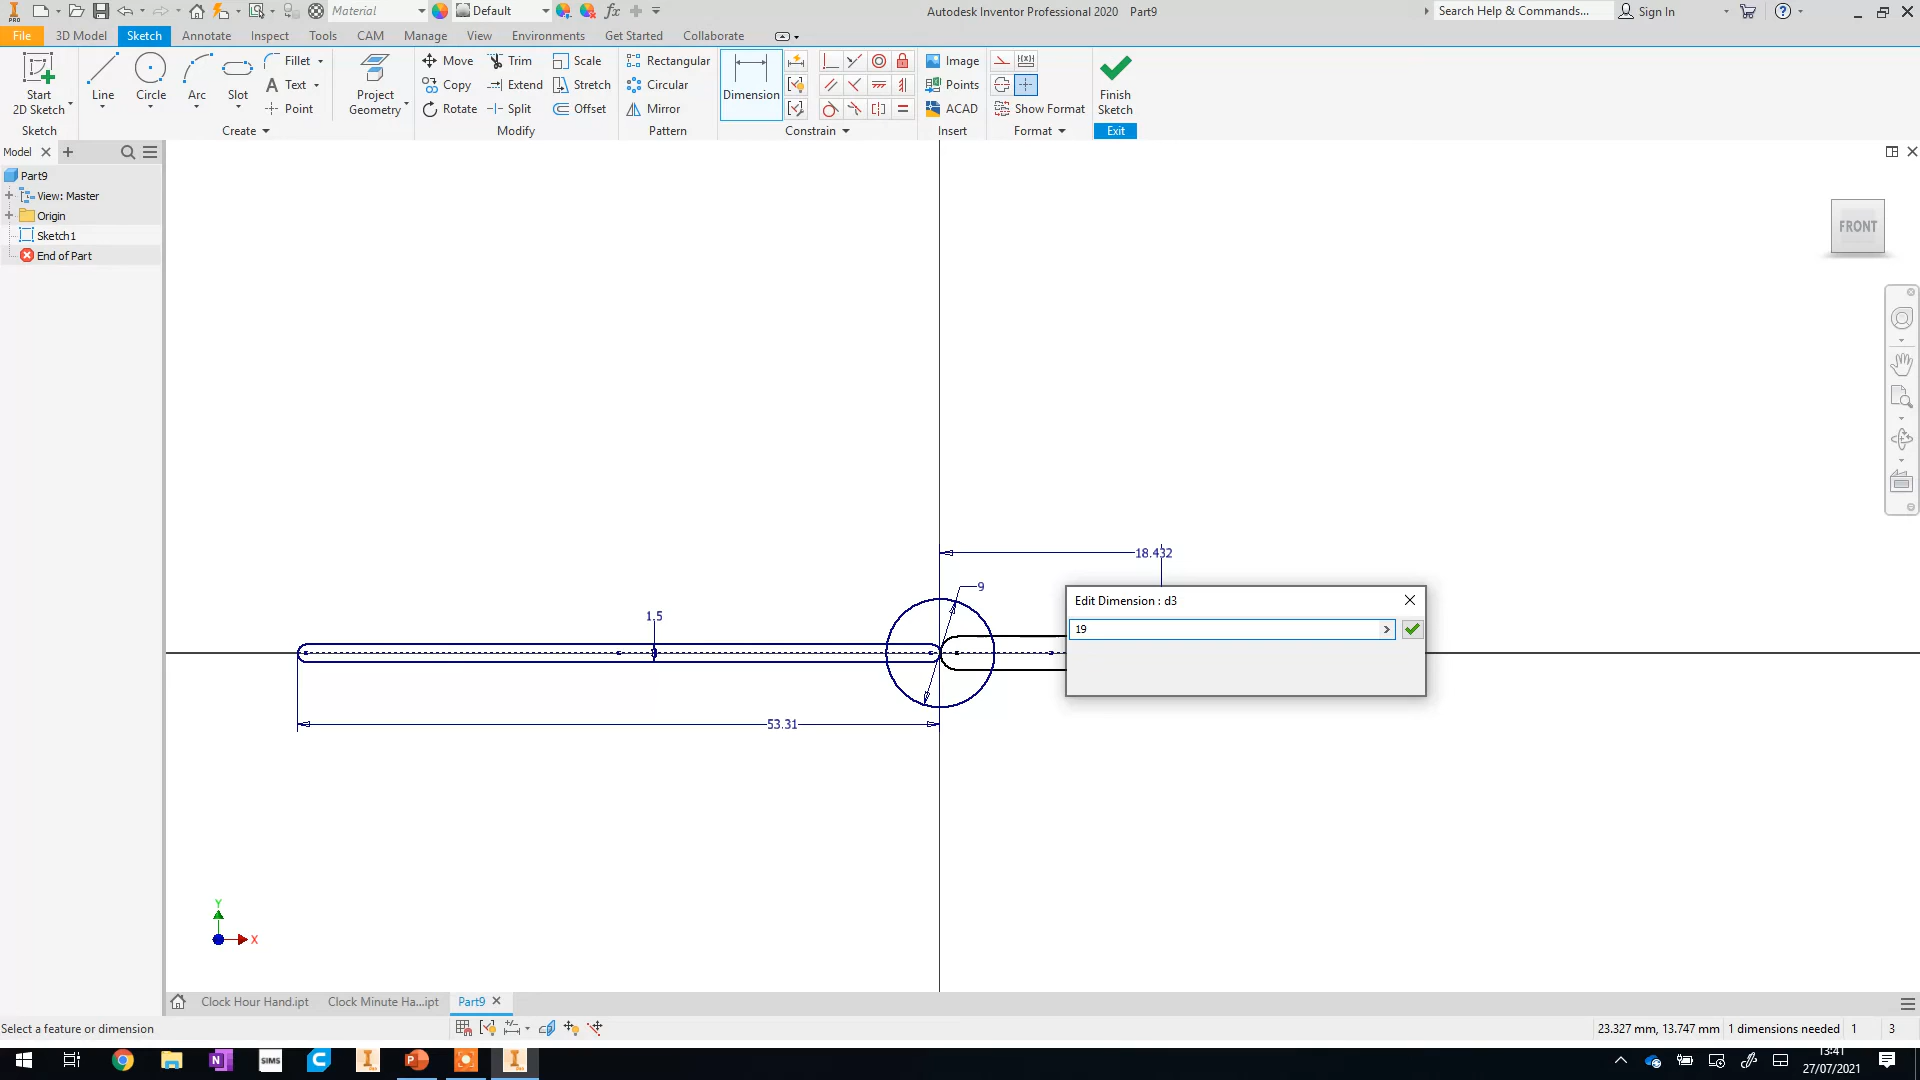 Material Default Autodesk Inventor Professional 2020 Part9 Search Help & Commands... Sign In
File 3D Model Sketch Annotate Inspect Tools CAM Manage View Environments Get Started Collaborate
Start 2D Sketch Line Circle Arc Slot Fillet Text Point Project Geometry Move Copy Rotate Trim Extend Split Scale Stretch Offset Rectangular Circular Mirror Dimension Image Points ACAD Show Format Finish Sketch
Sketch Create Modify Pattern Constrain Insert Format Exit
Model
Part9
View: Master
Origin
Sketch1
End of Part
FRONT
18.432
9
1.5
Edit Dimension : d3
19
53.31
Y
X
Clock Hour Hand.ipt Clock Minute Ha...ipt Part9
Select a feature or dimension 23.327 mm, 13.747 mm 1 dimensions needed 1 3
SIMS
13:41
27/07/2021